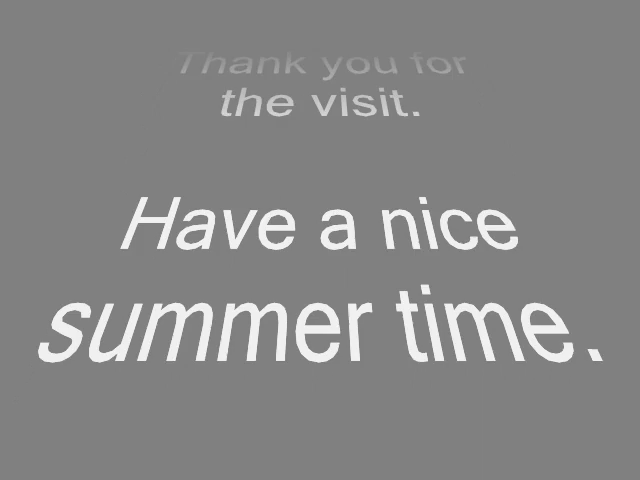 Thank you for
the visit.
Have a nice
summer time.